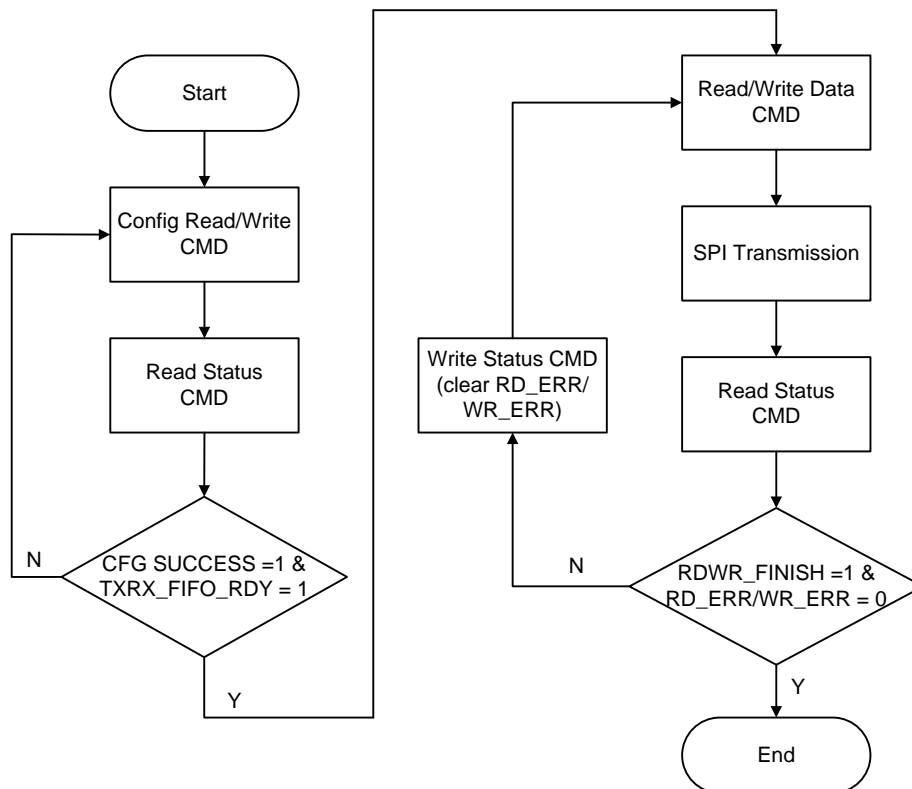 Start
Config Read/Write
CMD
Read Status
CMD
N
CFG SUCCESS =1 &
TXRX_FIFO_RDY = 1
Y
Read/Write Data
CMD
SPI Transmission
Write Status CMD
(clear RD_ERR/
WR_ERR)
Read Status
CMD
N
RDWR_FINISH =1 &
RD_ERR/WR_ERR = 0
Y
End